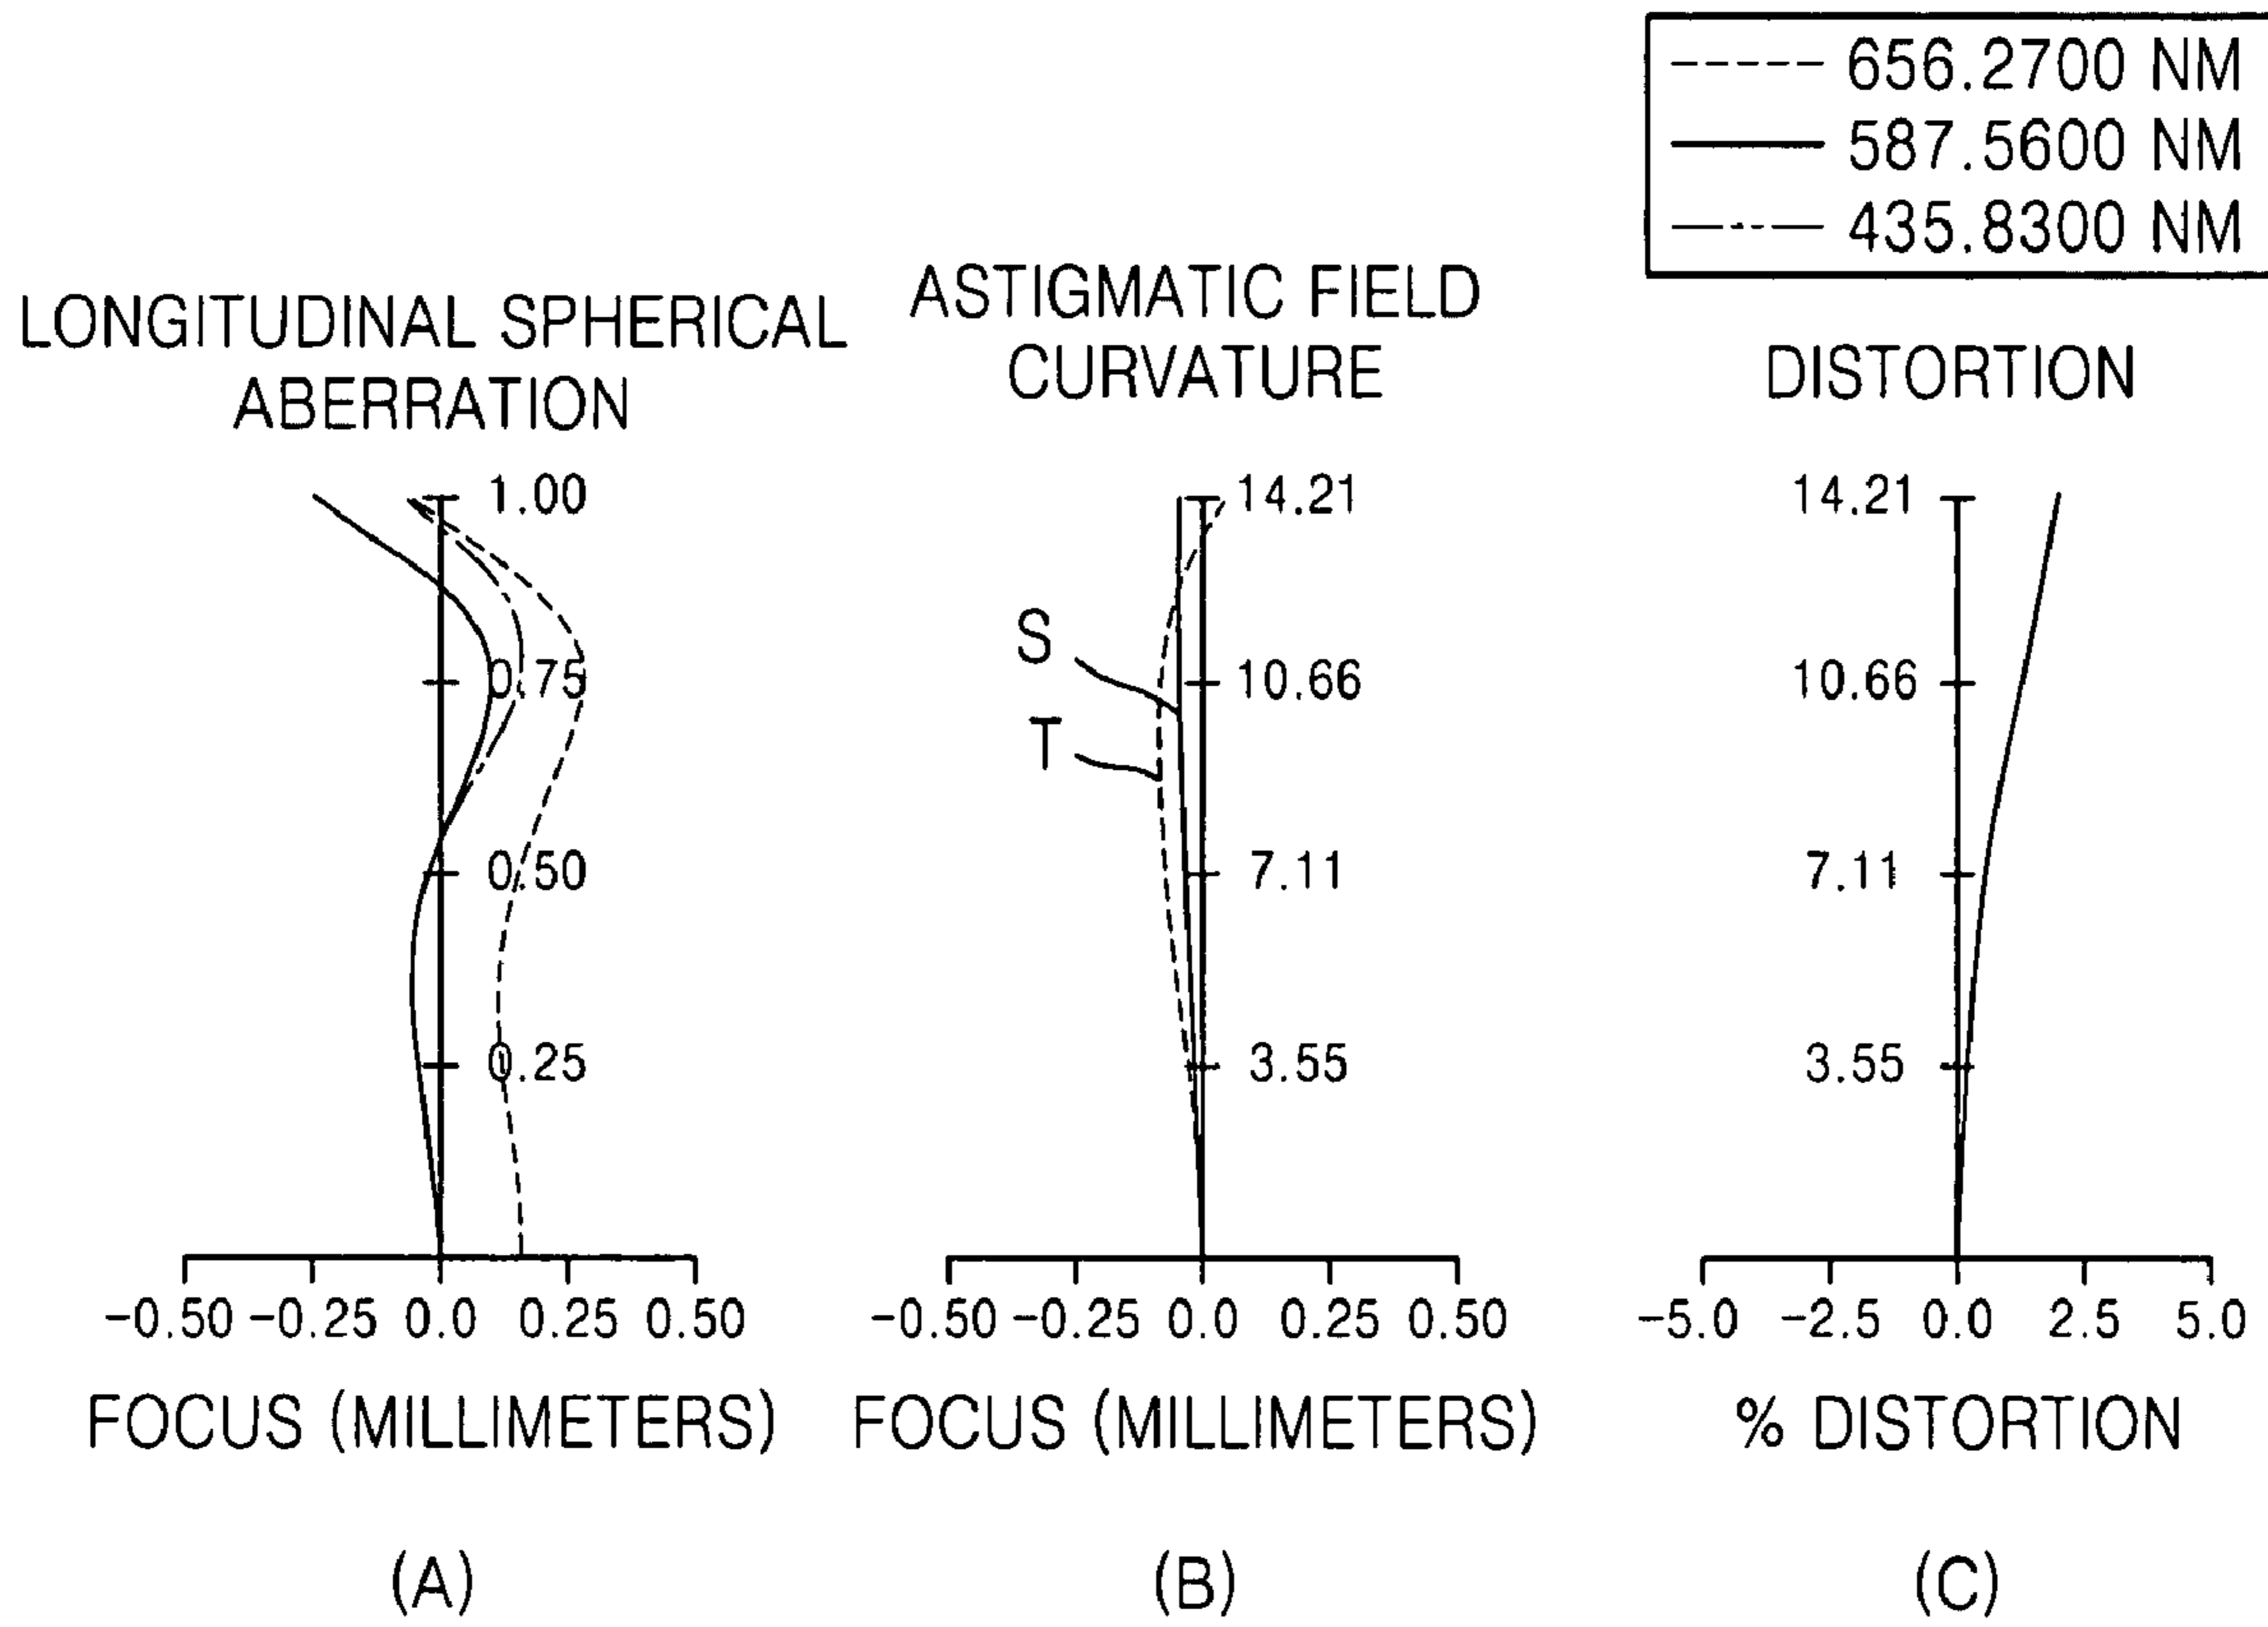 656.2700 NM
587.5600 NM
435.8300 NM
LONGITUDINAL SPHERICAL
ABERRATION
1.00
0.75
0.50
0.25
-0.50 -0.25 0.0 0.25 0.50
FOCUS (MILLIMETERS)
(A)
ASTIGMATIC FIELD
CURVATURE
14.21
S
10.66
T
7.11
3.55
-0.50 -0.25 0.0 0.25 0.50
FOCUS (MILLIMETERS)
(B)
DISTORTION
14.21
10.66
7.11
3.55
-5.0 -2.5 0.0 2.5 5.0
% DISTORTION
(C)